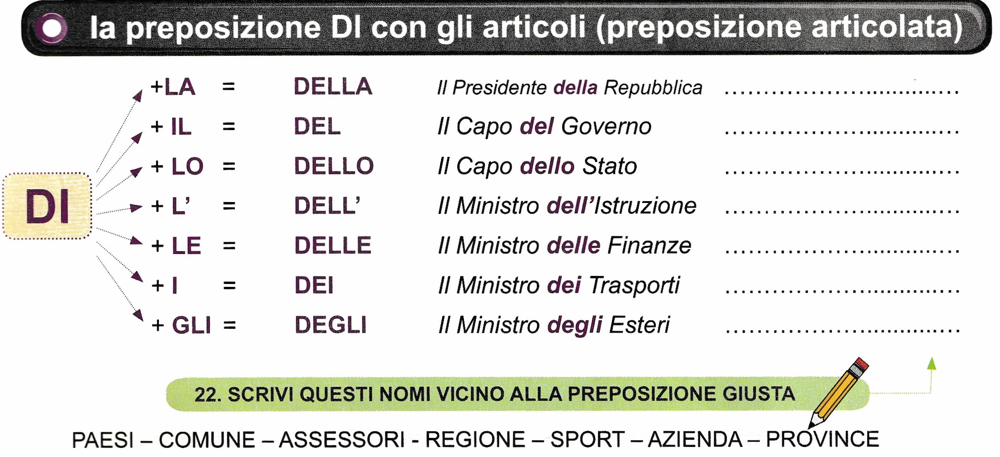 la preposizione DI con gli articoli (preposizione articolata)
DI
+LA = DELLA Il Presidente della Repubblica ....................................
+ IL = DEL Il Capo del Governo ....................................
+ LO = DELLO Il Capo dello Stato ....................................
+ L’ = DELL’ Il Ministro dell’Istruzione ....................................
+ LE = DELLE Il Ministro delle Finanze ....................................
+ I = DEI Il Ministro dei Trasporti ....................................
+ GLI = DEGLI Il Ministro degli Esteri ....................................
22. SCRIVI QUESTI NOMI VICINO ALLA PREPOSIZIONE GIUSTA
PAESI – COMUNE – ASSESSORI - REGIONE – SPORT – AZIENDA – PROVINCE